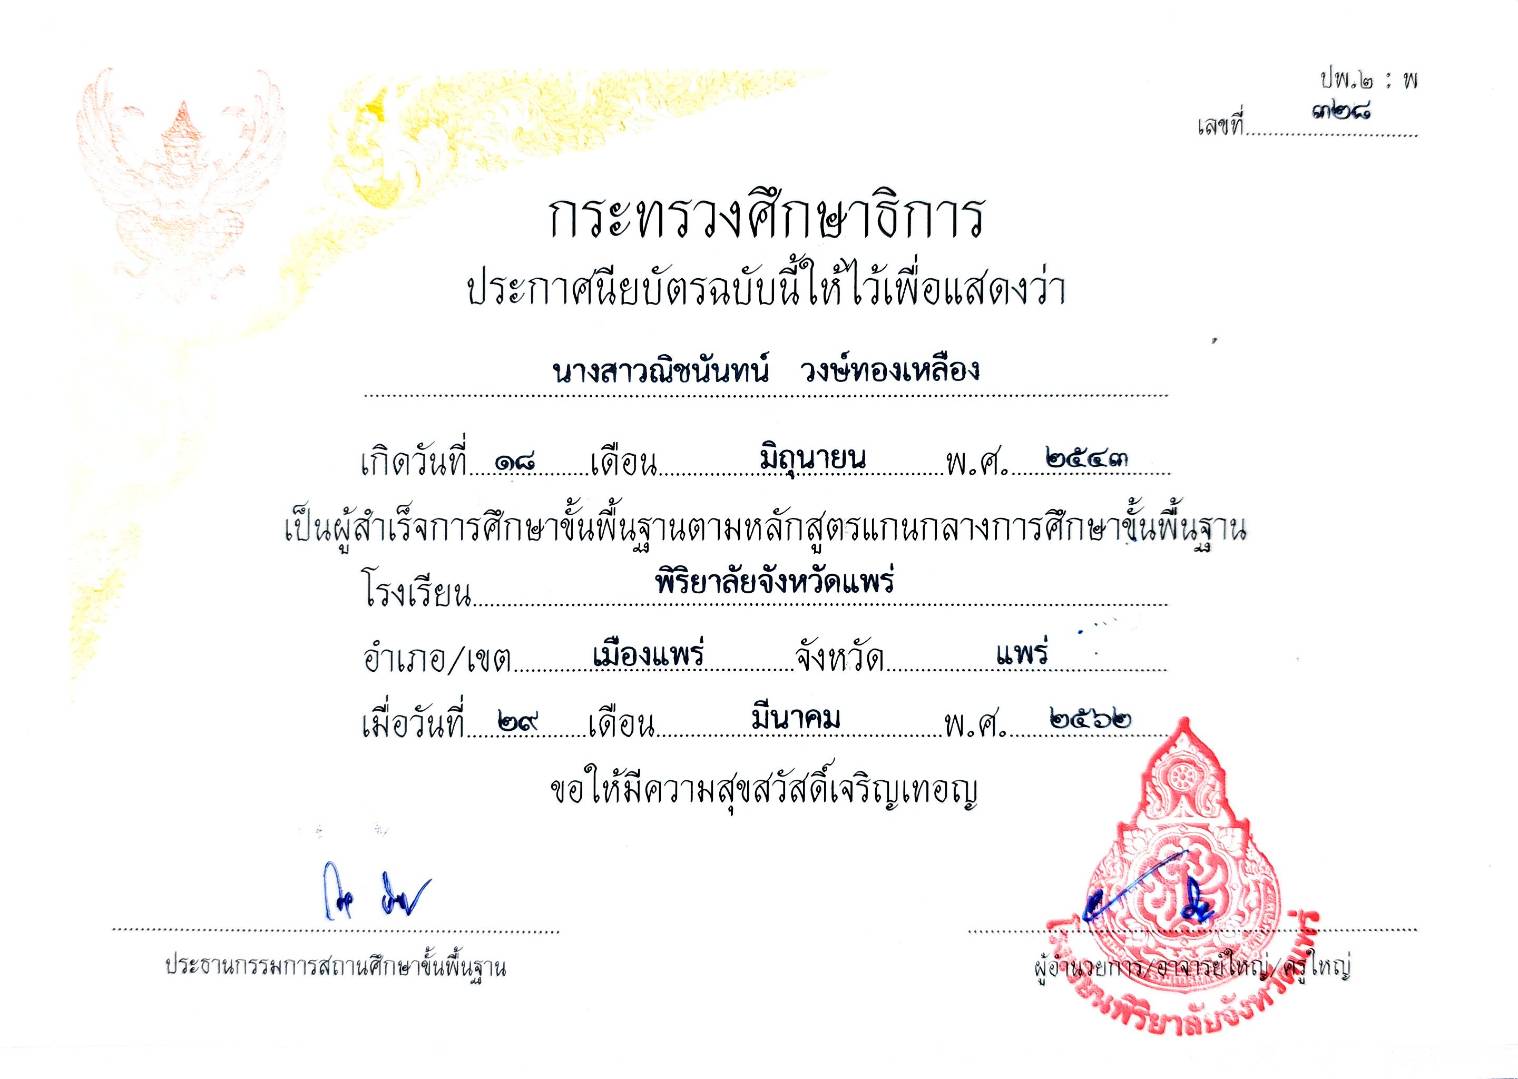 ปพ.๒ : พ
เลขที่ ๓๒๘
กระทรวงศึกษาธิการ
ประกาศนียบัตรฉบับนี้ให้ไว้เพื่อแสดงว่า
นางสาวณิชนันทน์ วงษ์ทองเหลือง
เกิดวันที่ ๑๘ เดือน มิถุนายน พ.ศ. ๒๕๔๓
เป็นผู้สำเร็จการศึกษาขั้นพื้นฐานตามหลักสูตรแกนกลางการศึกษาขั้นพื้นฐาน
โรงเรียน พิริยาลัยจังหวัดแพร่
อำเภอ/เขต เมืองแพร่ จังหวัด แพร่
เมื่อวันที่ ๒๙ เดือน มีนาคม พ.ศ. ๒๕๖๒
ขอให้มีความสุขสวัสดิ์เจริญเทอญ
ประธานกรรมการสถานศึกษาขั้นพื้นฐาน
ผู้อำนวยการ/อาจารย์ใหญ่/ครูใหญ่
โรงเรียนพิริยาลัยจังหวัดแพร่